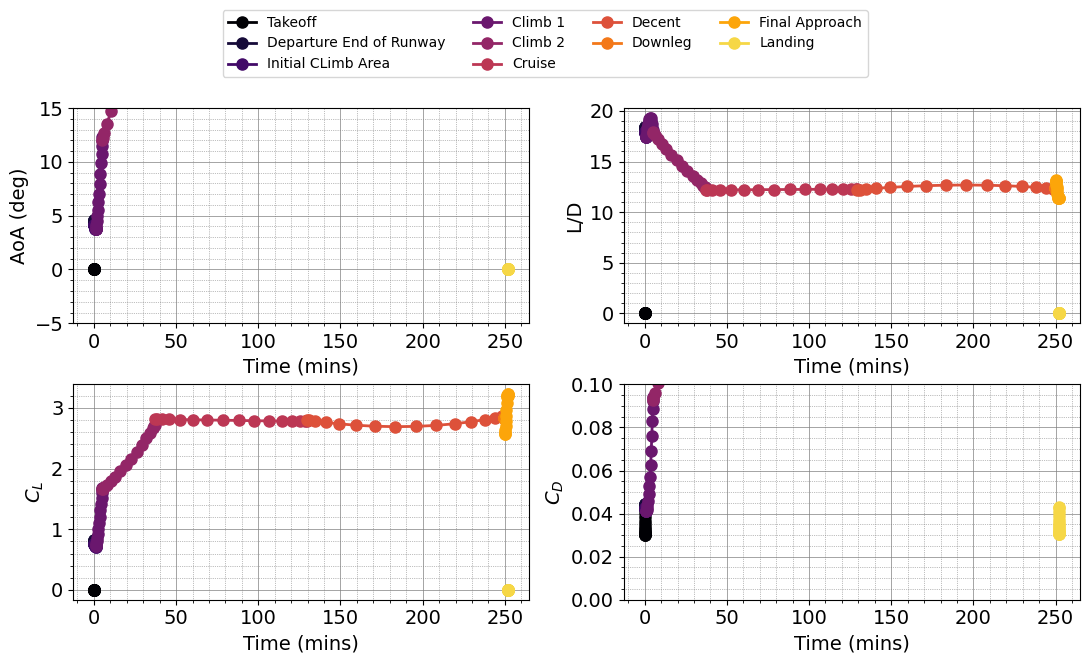 Takeoff
Departure End of Runway
Initial CLimb Area
Climb 1
Climb 2
Cruise
Decent
Downleg
Final Approach
Landing
AoA (deg)
15
10
5
0
−5
0 50 100 150 200 250
Time (mins)
L/D
20
15
10
5
0
0 50 100 150 200 250
Time (mins)
C_L
3
2
1
0
0 50 100 150 200 250
Time (mins)
C_D
0.10
0.08
0.06
0.04
0.02
0.00
0 50 100 150 200 250
Time (mins)